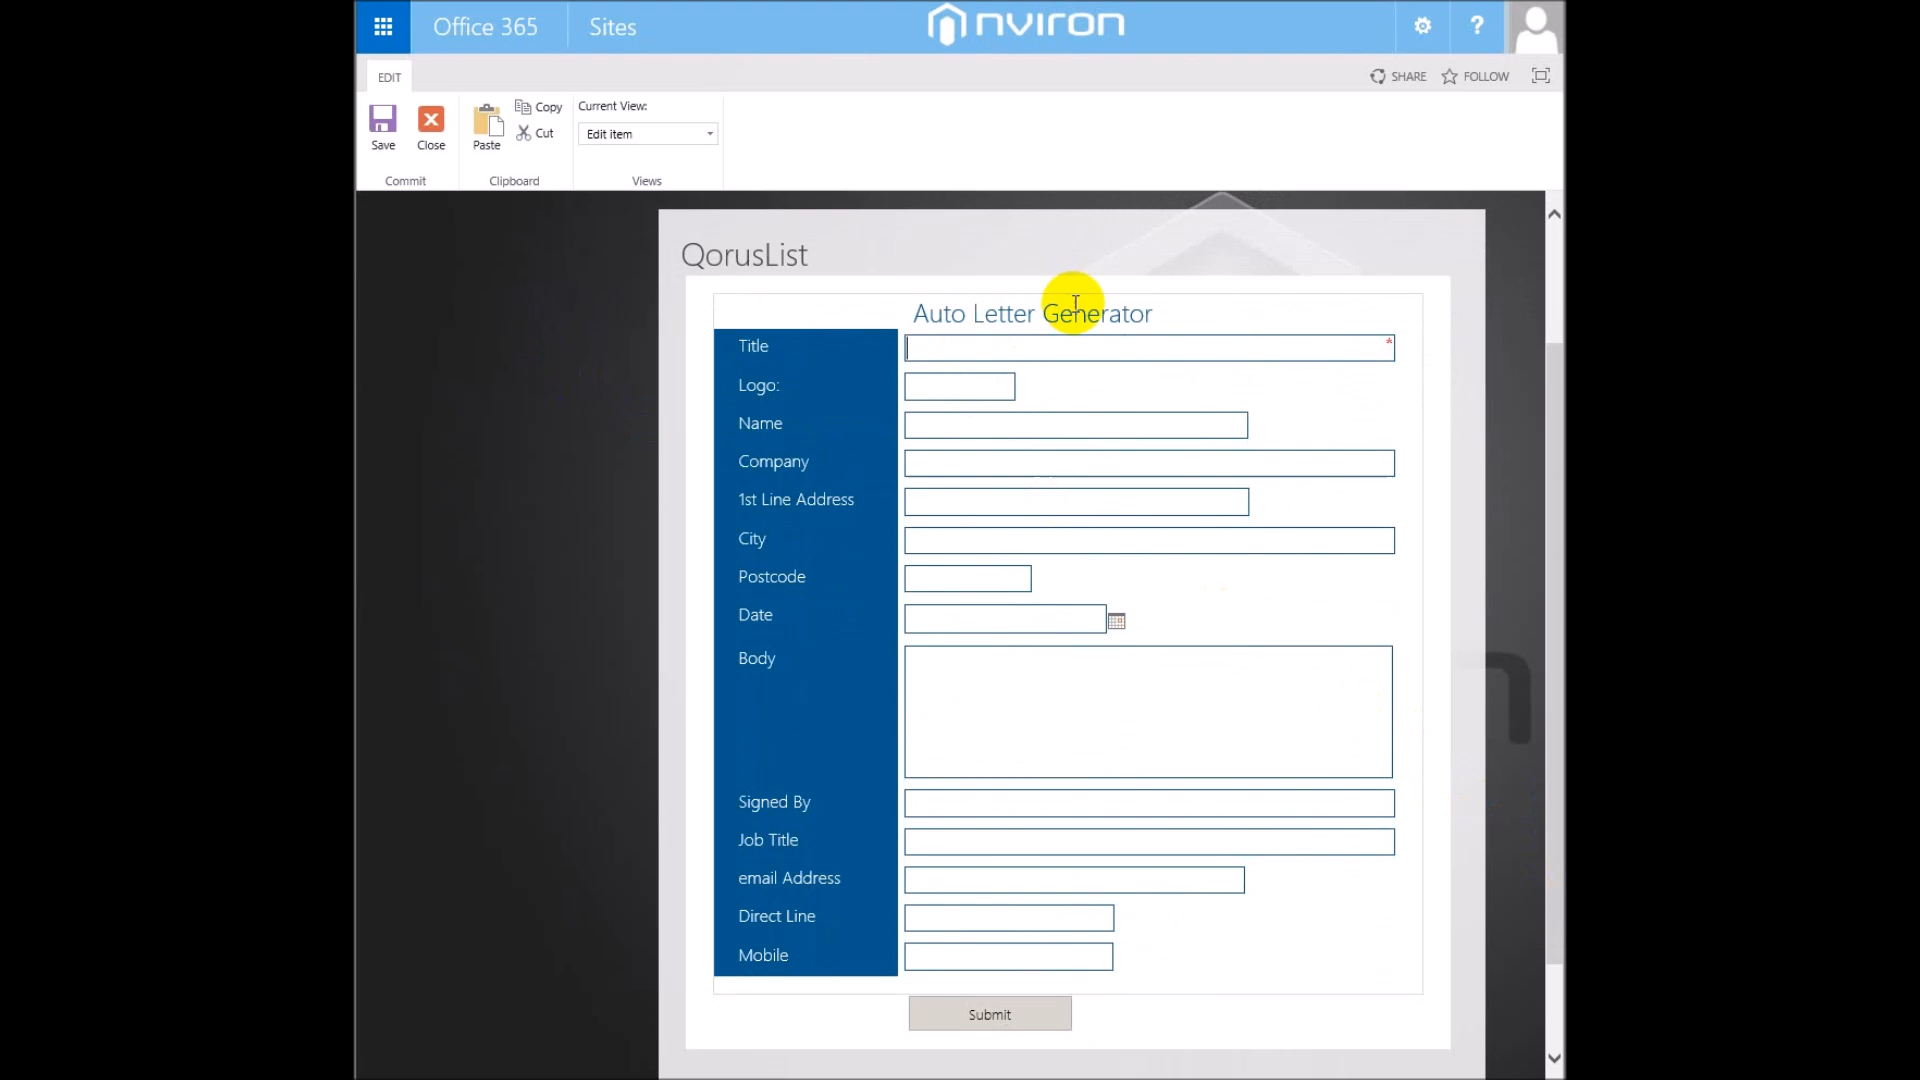 Office 365
Sites
nviron
?
EDIT
SHARE
FOLLOW
Save
Close
Paste
Copy
Cut
Current View:
Edit item
Commit
Clipboard
Views
QorusList
Auto Letter Generator
Title
*
Logo:
Name
Company
1st Line Address
City
Postcode
Date
Body
Signed By
Job Title
email Address
Direct Line
Mobile
Submit